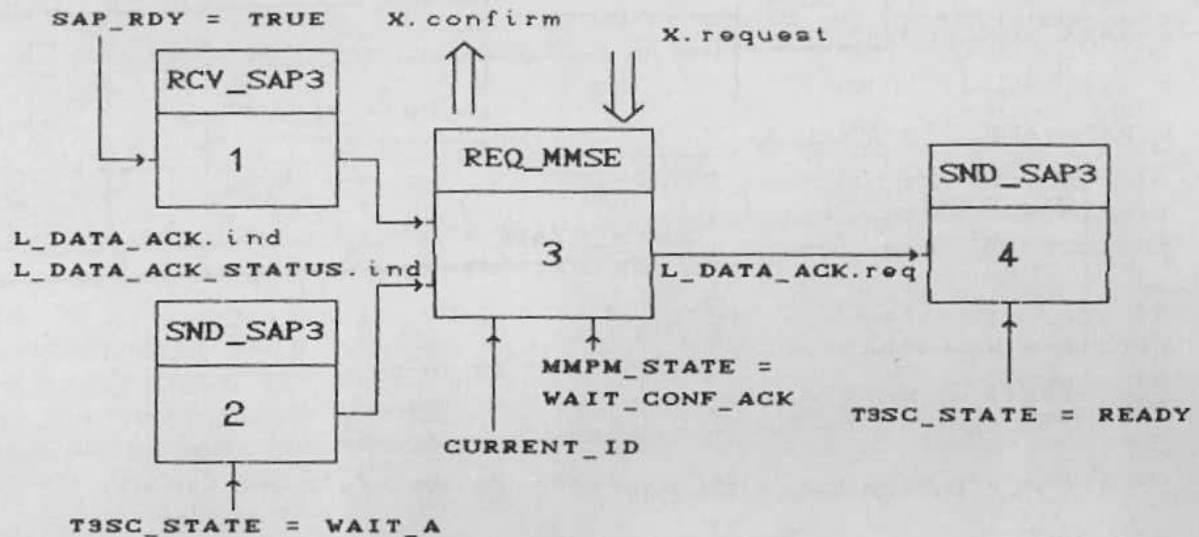 SAP_RDY = TRUE
X.confirm
X.request
RCV_SAP3
1
REQ_MMSE
3
SND_SAP3
4
L_DATA_ACK.ind
L_DATA_ACK_STATUS.ind
L_DATA_ACK.req
SND_SAP3
2
MMPM_STATE =
WAIT_CONF_ACK
CURRENT_ID
T3SC_STATE = READY
T3SC_STATE = WAIT_A